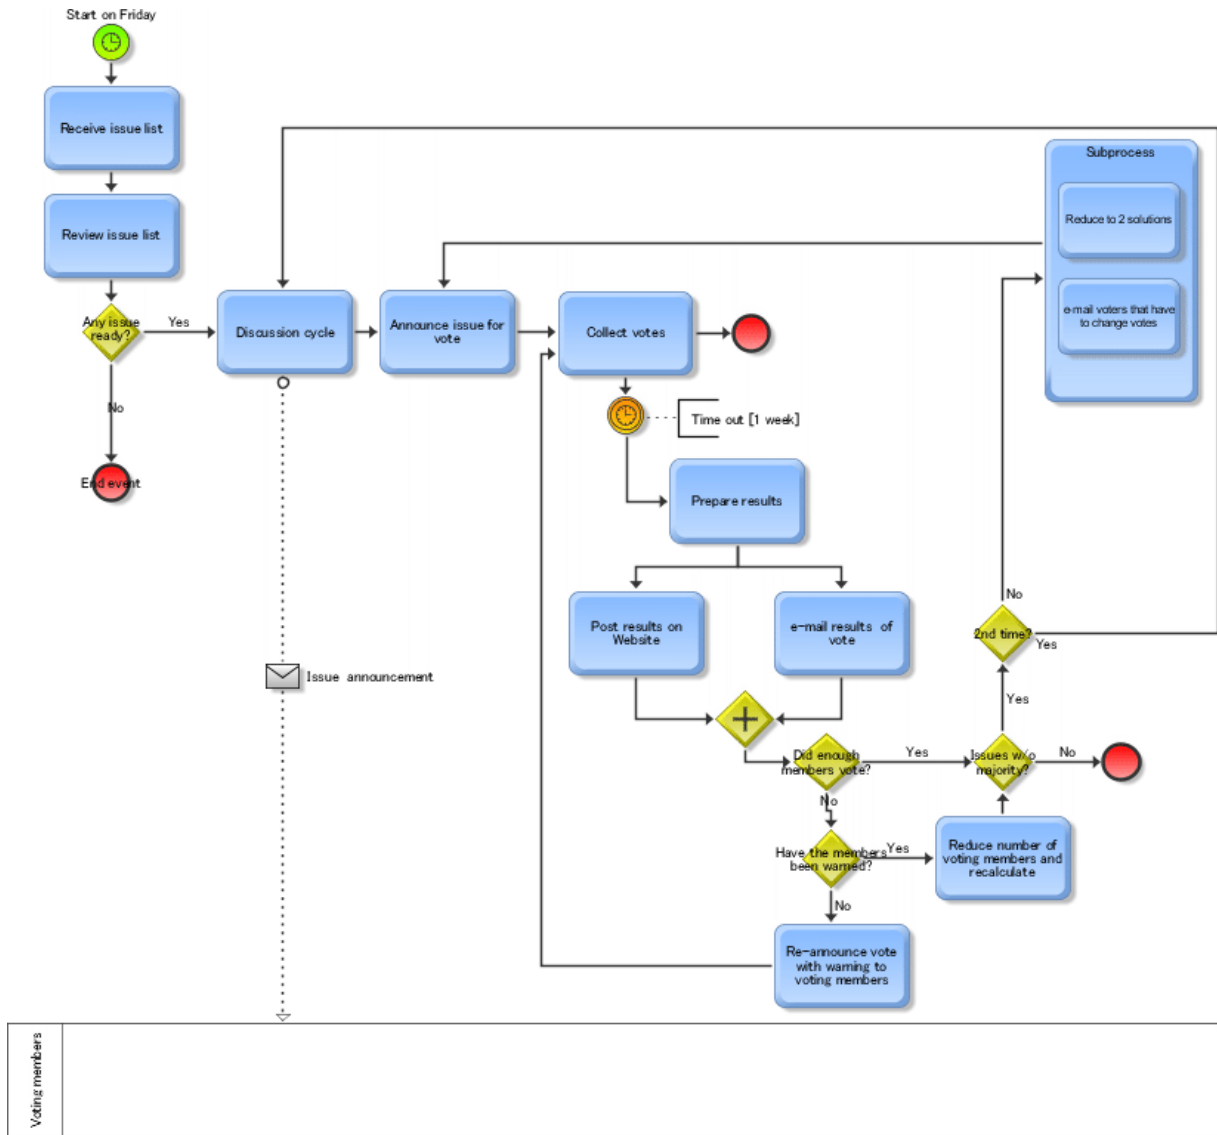 Start on Friday
Receive issue list
Review issue list
Any issue
ready?
Yes
No
End event
Discussion cycle
Announce issue for
vote
Collect votes
Time out [1 week]
Prepare results
Post results on
Website
e-mail results of
vote
Subprocess
Reduce to 2 solutions
e-mail voters that have
to change votes
No
2nd time?
Yes
Yes
Issue announcement
Did enough
members vote?
Yes
Issues w/o
majority?
No
No
Have the members
been warned?
Yes
Reduce number of
voting members and
recalculate
No
Re-announce vote
with warning to
voting members
Voting members